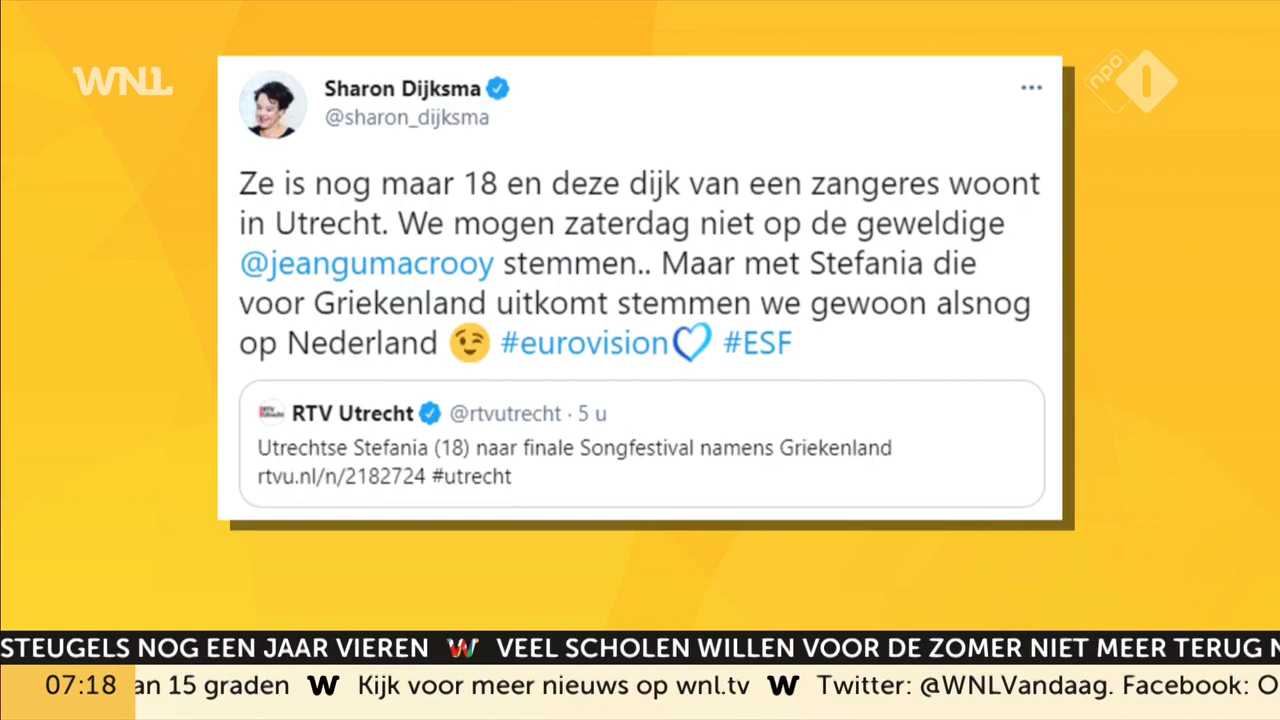 WNL
npo 1
Sharon Dijksma
@sharon_dijksma
Ze is nog maar 18 en deze dijk van een zangeres woont
in Utrecht. We mogen zaterdag niet op de geweldige
@jeangumacrooy stemmen.. Maar met Stefania die
voor Griekenland uitkomt stemmen we gewoon alsnog
op Nederland 😉 #eurovision #ESF
RTV Utrecht @rtvutrecht · 5 u
Utrechtse Stefania (18) naar finale Songfestival namens Griekenland
rtvu.nl/n/2182724 #utrecht
STEUGELS NOG EEN JAAR VIEREN W VEEL SCHOLEN WILLEN VOOR DE ZOMER NIET MEER TERUG N
07:18 an 15 graden W Kijk voor meer nieuws op wnl.tv W Twitter: @WNLVandaag. Facebook: O